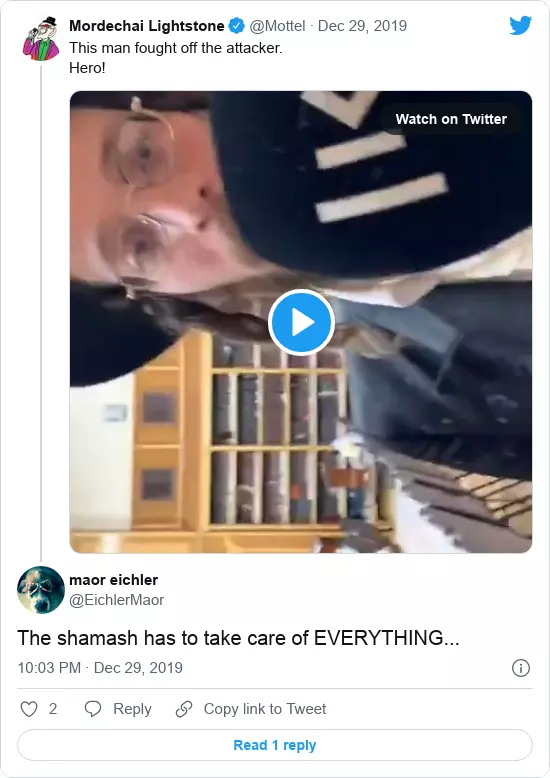 Mordechai Lightstone @Mottel · Dec 29, 2019
This man fought off the attacker.
Hero!
Watch on Twitter
maor eichler
@EichlerMaor
The shamash has to take care of EVERYTHING...
10:03 PM · Dec 29, 2019
2 Reply Copy link to Tweet
Read 1 reply